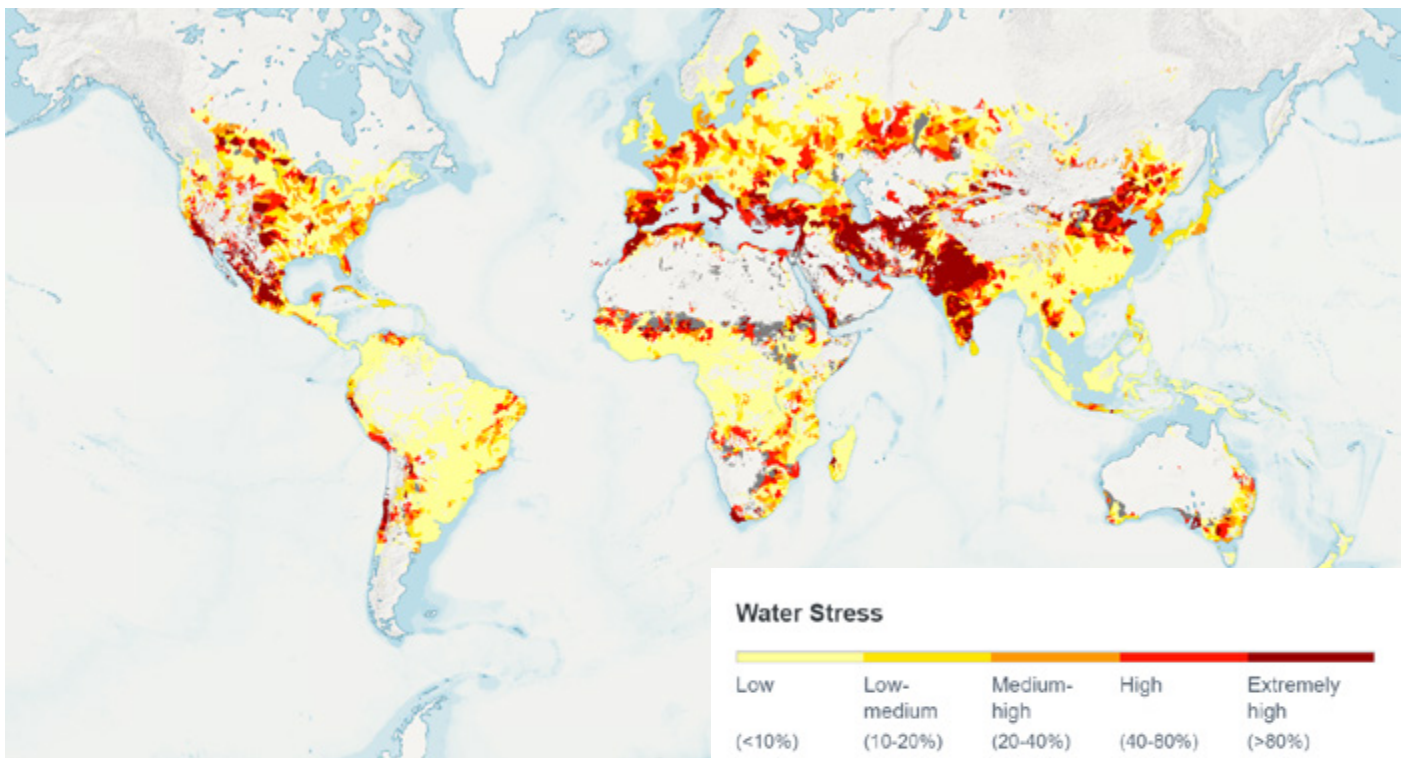 Water Stress
Low Low- Medium- High Extremely
medium high high
(<10%) (10-20%) (20-40%) (40-80%) (>80%)